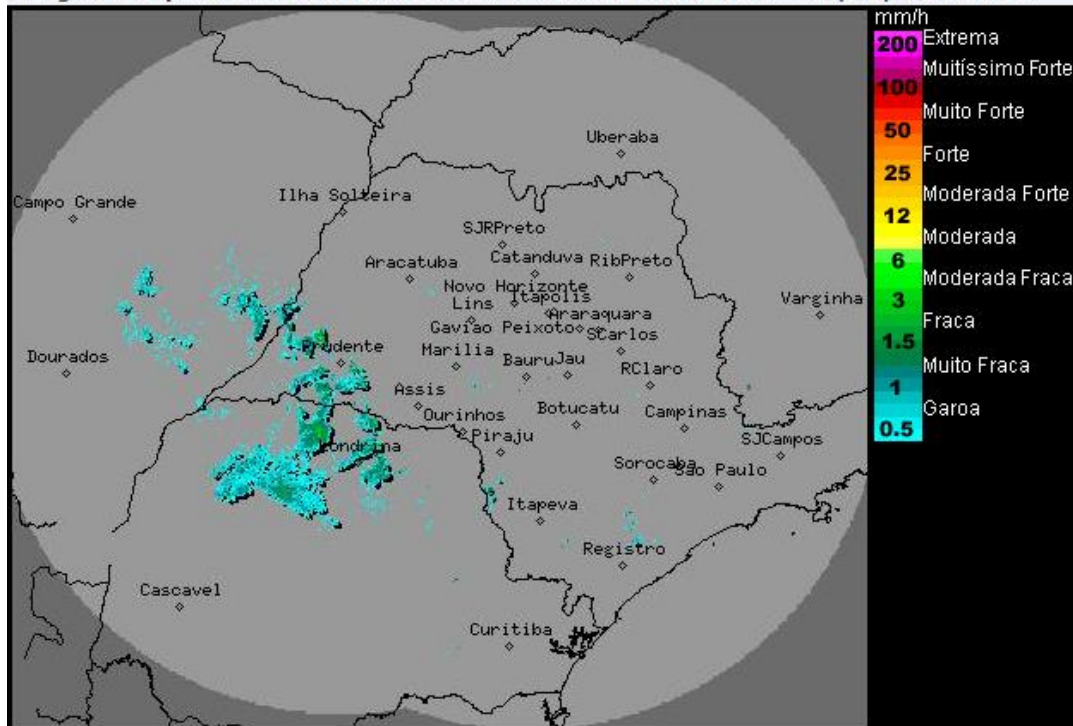 mm/h
200 Extrema
Muitíssimo Forte
100
Muito Forte
50
Forte
25
Moderada Forte
12
Moderada
6
Moderada Fraca
3
Fraca
1.5
Muito Fraca
1
Garoa
0.5
Uberaba
Campo Grande
Ilha Solteira
SJRPreto
Aracatuba
Catanduva
RibPreto
Novo Horizonte
Lins
Itapolis
Varginha
Araraquara
Gaviao Peixoto
SCarlos
Dourados
Prudente
Marilia
Bauru
Jau
RClaro
Assis
Ourinhos
Botucatu
Campinas
Piraju
SJCampos
Londrina
Sorocaba
Sao Paulo
Itapeva
Registro
Cascavel
Curitiba